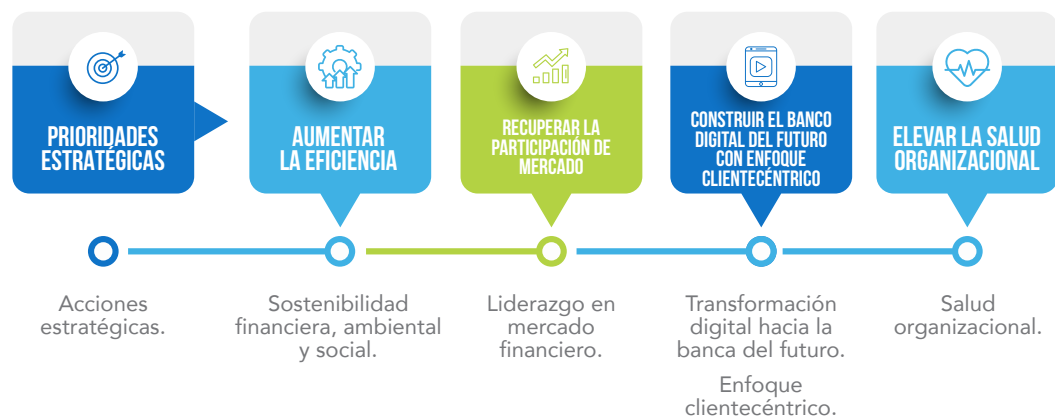 PRIORIDADES
ESTRATÉGICAS
AUMENTAR
LA EFICIENCIA
RECUPERAR LA
PARTICIPACIÓN DE
MERCADO
CONSTRUIR EL BANCO
DIGITAL DEL FUTURO
CON ENFOQUE
CLIENTECÉNTRICO
ELEVAR LA SALUD
ORGANIZACIONAL
Acciones
estratégicas.
Sostenibilidad
financiera, ambiental
y social.
Liderazgo en
mercado
financiero.
Transformación
digital hacia la
banca del futuro.
Enfoque
clientecéntrico.
Salud
organizacional.